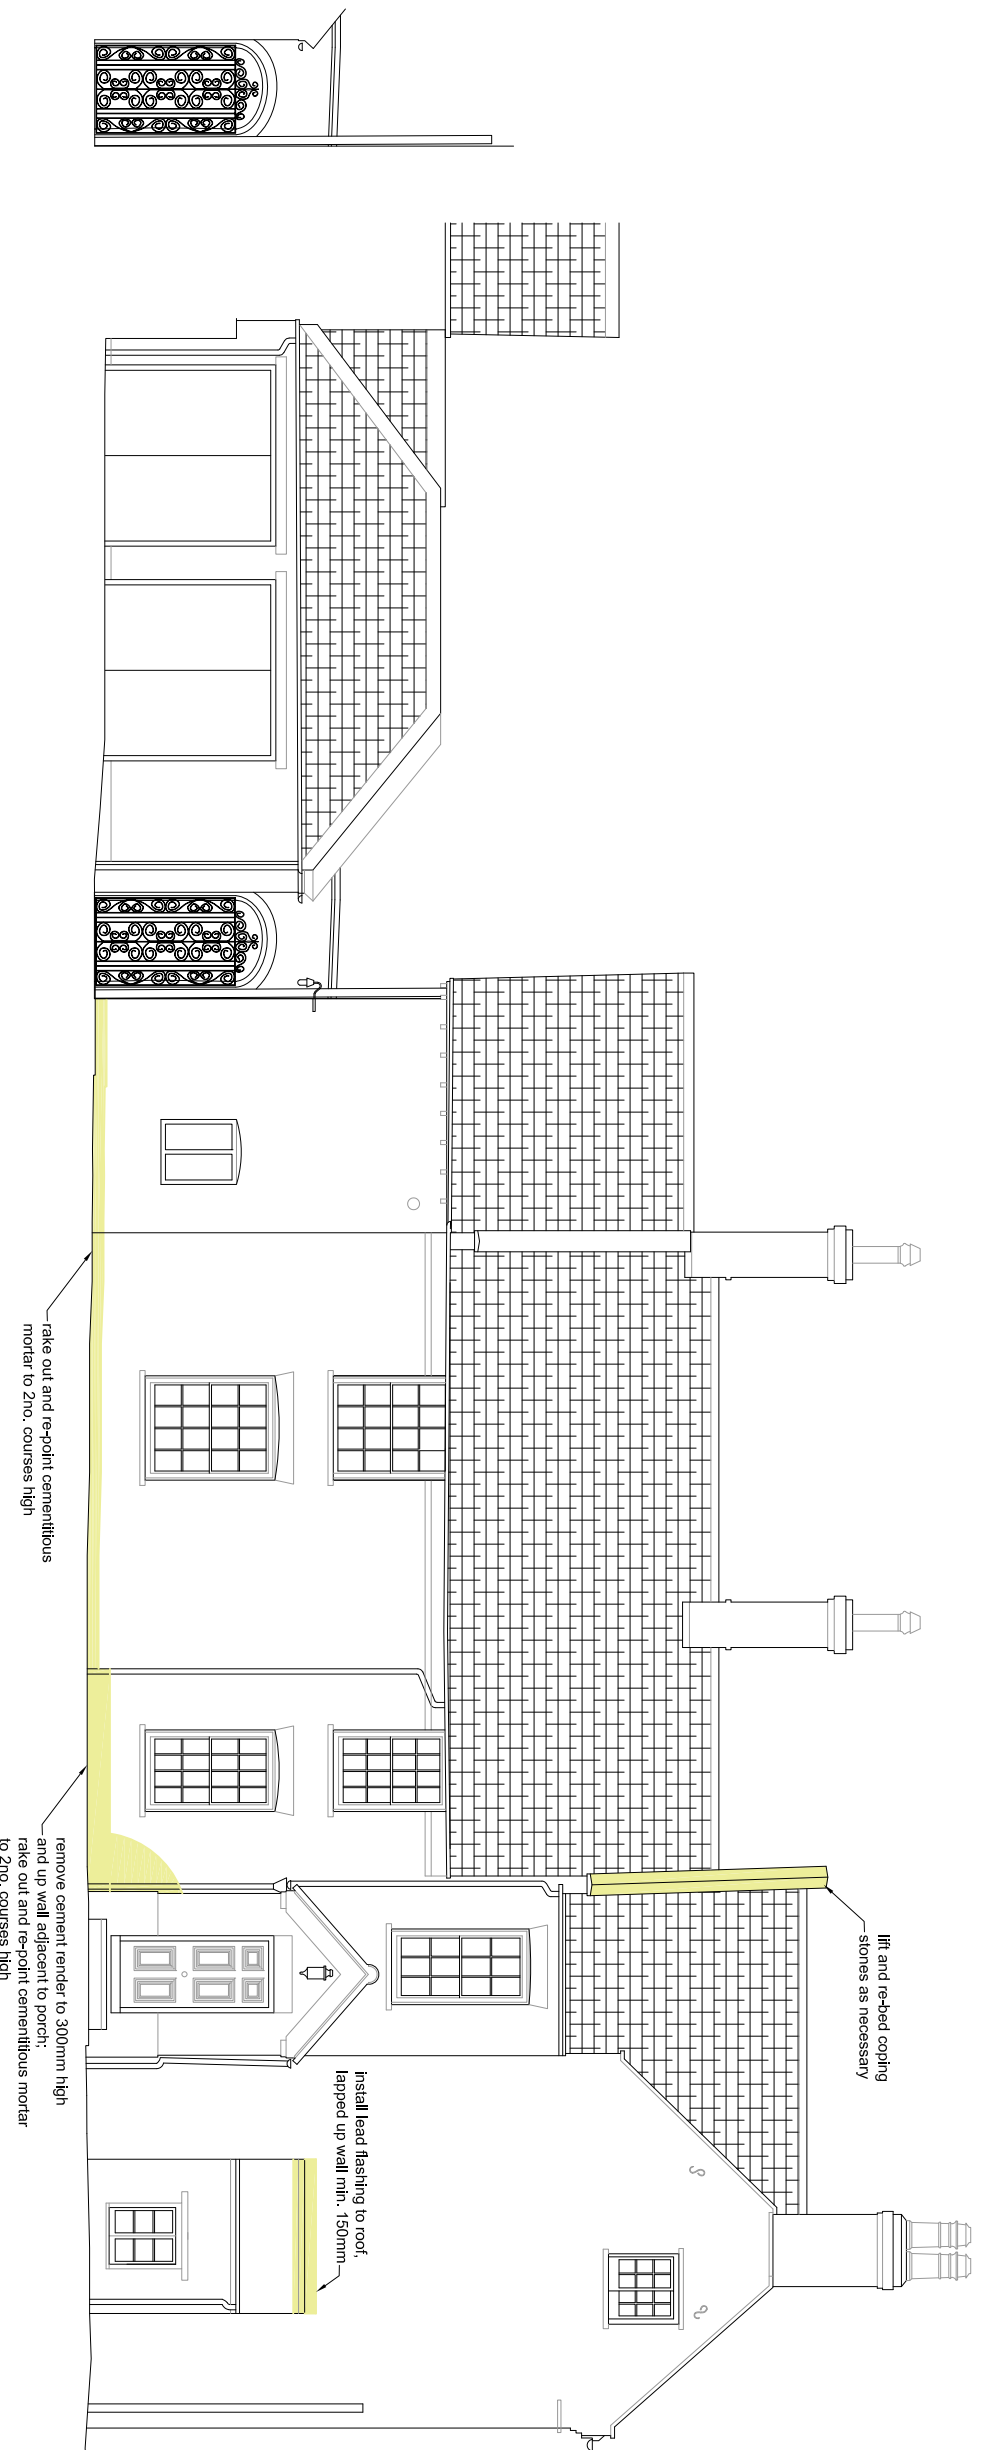 rake out and re-point cementitious
mortar to 2no. courses high
remove cement render to 300mm high
and up wall adjacent to porch;
rake out and re-point cementitious mortar
to 2no. courses high
lift and re-bed coping
stones as necessary
install lead flashing to roof,
lapped up wall min. 150mm